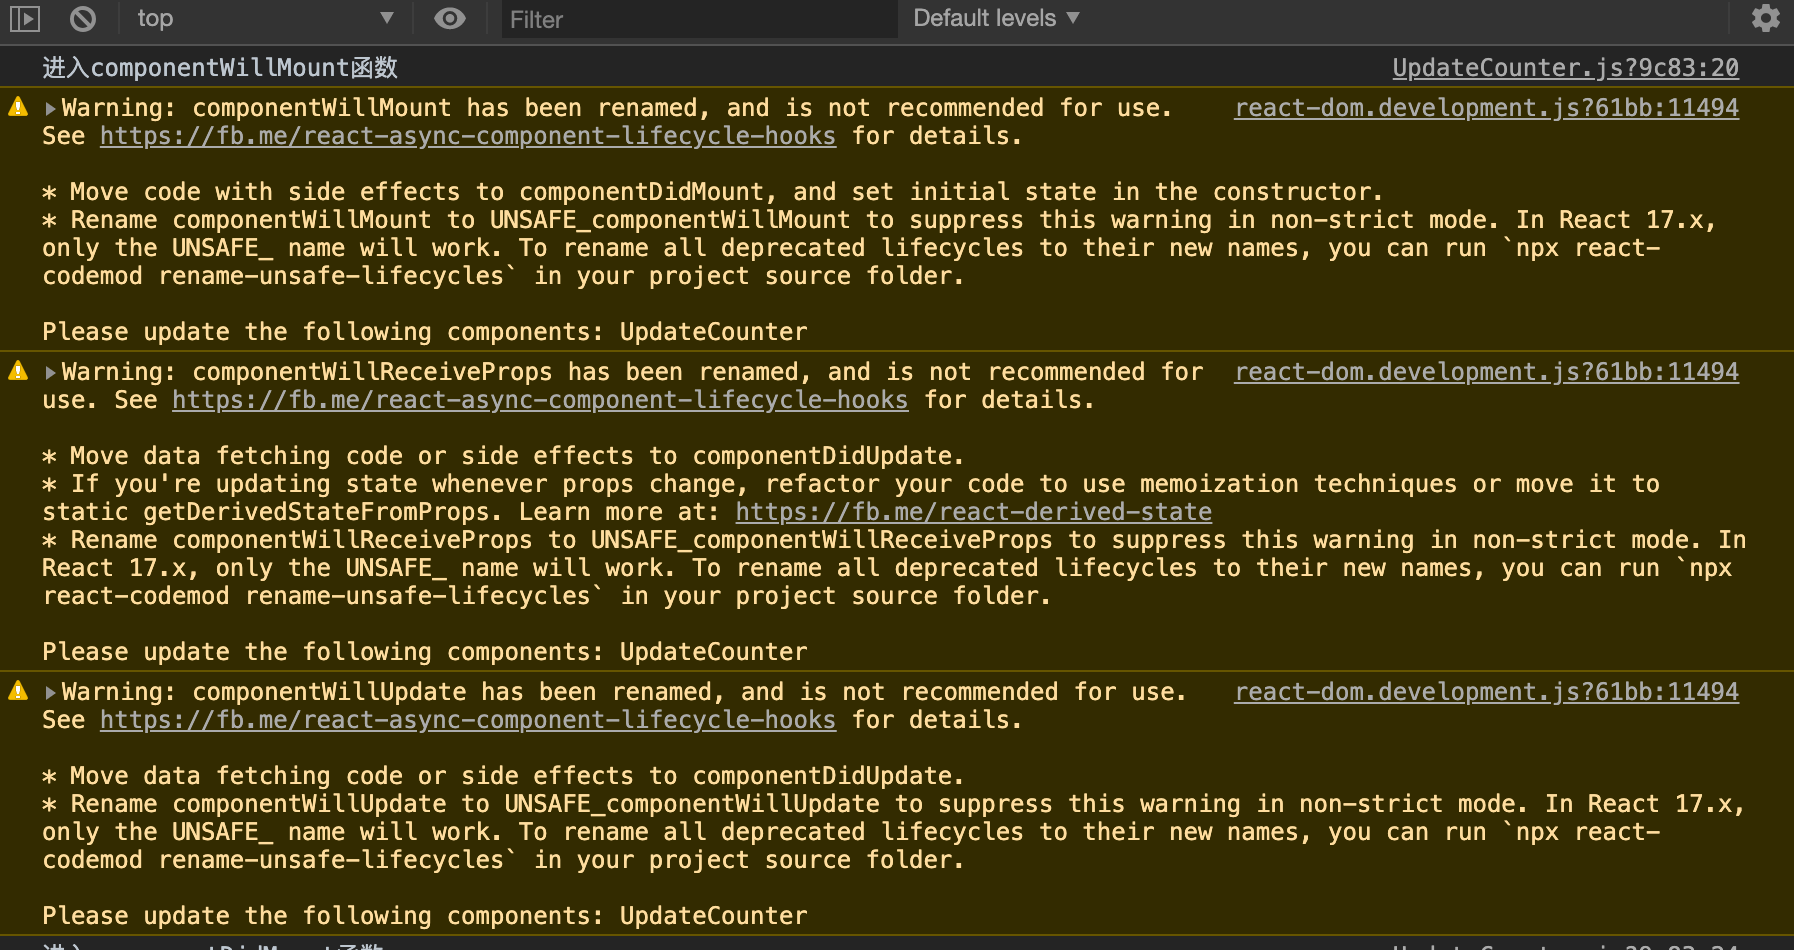 top
Filter
Default levels
进入componentWillMount函数 UpdateCounter.js?9c83:20
Warning: componentWillMount has been renamed, and is not recommended for use. react-dom.development.js?61bb:11494
See https://fb.me/react-async-component-lifecycle-hooks for details.
* Move code with side effects to componentDidMount, and set initial state in the constructor.
* Rename componentWillMount to UNSAFE_componentWillMount to suppress this warning in non-strict mode. In React 17.x,
only the UNSAFE_ name will work. To rename all deprecated lifecycles to their new names, you can run `npx react-
codemod rename-unsafe-lifecycles` in your project source folder.
Please update the following components: UpdateCounter
Warning: componentWillReceiveProps has been renamed, and is not recommended for react-dom.development.js?61bb:11494
use. See https://fb.me/react-async-component-lifecycle-hooks for details.
* Move data fetching code or side effects to componentDidUpdate.
* If you're updating state whenever props change, refactor your code to use memoization techniques or move it to
static getDerivedStateFromProps. Learn more at: https://fb.me/react-derived-state
* Rename componentWillReceiveProps to UNSAFE_componentWillReceiveProps to suppress this warning in non-strict mode. In
React 17.x, only the UNSAFE_ name will work. To rename all deprecated lifecycles to their new names, you can run `npx
react-codemod rename-unsafe-lifecycles` in your project source folder.
Please update the following components: UpdateCounter
Warning: componentWillUpdate has been renamed, and is not recommended for use. react-dom.development.js?61bb:11494
See https://fb.me/react-async-component-lifecycle-hooks for details.
* Move data fetching code or side effects to componentDidUpdate.
* Rename componentWillUpdate to UNSAFE_componentWillUpdate to suppress this warning in non-strict mode. In React 17.x,
only the UNSAFE_ name will work. To rename all deprecated lifecycles to their new names, you can run `npx react-
codemod rename-unsafe-lifecycles` in your project source folder.
Please update the following components: UpdateCounter